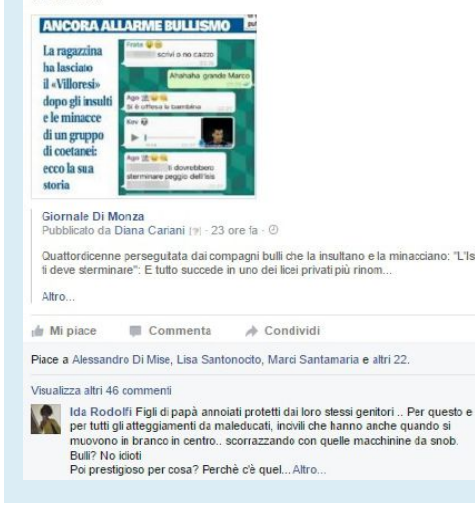 ANCORA ALLARME BULLISMO
La ragazzina
ha lasciato
il «Villoresi»
dopo gli insulti
e le minacce
di un gruppo
di coetanei:
ecco la sua
storia
Frate
scrivi o no cazzo
Ahahaha grande Marco
Ago
Si è offesa le bambina
Kev
Ago
ti dovrebbero
sterminare peggio dell'isis
Giornale Di Monza
Pubblicato da Diana Cariani [?] · 23 ore fa ·
Quattordicenne perseguitata dai compagni bulli che la insultano e la minacciano: "L'Is
ti deve sterminare": E tutto succede in uno dei licei privati più rinom...
Altro...
Mi piace Commenta Condividi
Piace a Alessandro Di Mise, Lisa Santonocito, Marci Santamaria e altri 22.
Visualizza altri 46 commenti
Ida Rodolfi Figli di papà annoiati protetti dai loro stessi genitori .. Per questo e
per tutti gli atteggiamenti da maleducati, incivili che hanno anche quando si
muovono in branco in centro.. scorrazzando con quelle macchinine da snob.
Bulli? No idioti
Poi prestigioso per cosa? Perchè c'è quel... Altro...